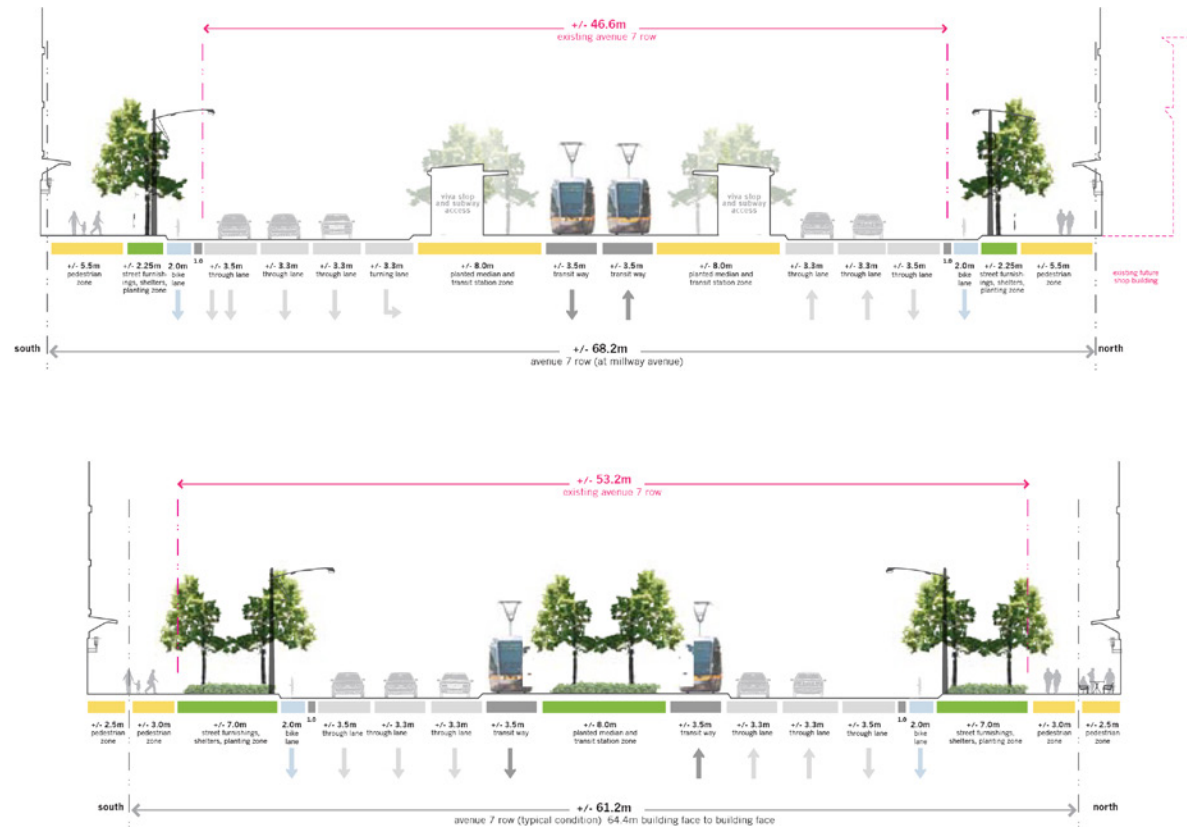 +/- 46.6m
existing avenue 7 row
viva stop
and subway
access
viva stop
and subway
access
+/- 5.5m
pedestrian
zone
+/- 2.25m
street furnish-
ings, shelters,
planting zone
2.0m
bike
lane
1.0
+/- 3.5m
through lane
+/- 3.3m
through lane
+/- 3.3m
through lane
+/- 3.3m
turning lane
+/- 8.0m
planted median and
transit station zone
+/- 3.5m
transit way
+/- 3.5m
transit way
+/- 8.0m
planted median and
transit station zone
+/- 3.3m
through lane
+/- 3.3m
through lane
+/- 3.5m
through lane
1.0
2.0m
bike
lane
+/- 2.25m
street furnish-
ings, shelters,
planting zone
+/- 5.5m
pedestrian
zone
existing future
shop building
south
+/- 68.2m
north
avenue 7 row (at millway avenue)
+/- 53.2m
existing avenue 7 row
+/- 2.5m
pedestrian
zone
+/- 3.0m
pedestrian
zone
+/- 7.0m
street furnishings,
shelters, planting zone
2.0m
bike
lane
1.0
+/- 3.5m
through lane
+/- 3.3m
through lane
+/- 3.3m
through lane
+/- 3.5m
transit way
+/- 8.0m
planted median and
transit station zone
+/- 3.5m
transit way
+/- 3.3m
through lane
+/- 3.3m
through lane
+/- 3.5m
through lane
1.0
2.0m
bike
lane
+/- 7.0m
street furnishings,
shelters, planting zone
+/- 3.0m
pedestrian
zone
+/- 2.5m
pedestrian
zone
south
+/- 61.2m
north
avenue 7 row (typical condition) 64.4m building face to building face